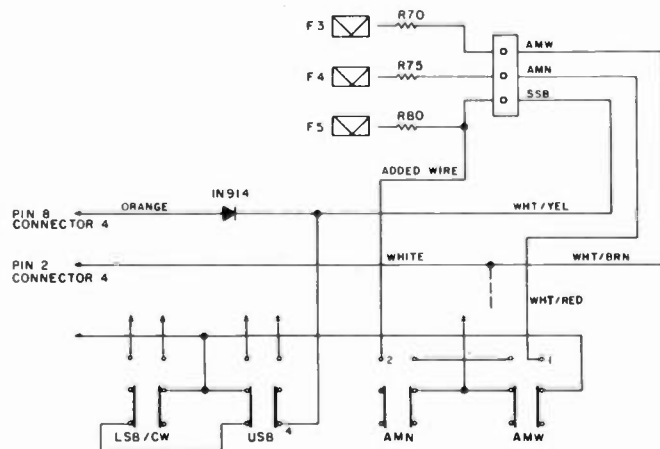 R70
F3
AMW
R75
AMN
F4
SSB
R80
F5
ADDED WIRE
IN914
ORANGE
PIN 8
CONNECTOR 4
WHT/YEL
WHITE
WHT/BRN
PIN 2
CONNECTOR 4
WHT/RED
2
1
4
LSB/CW
USB
AMN
AMW